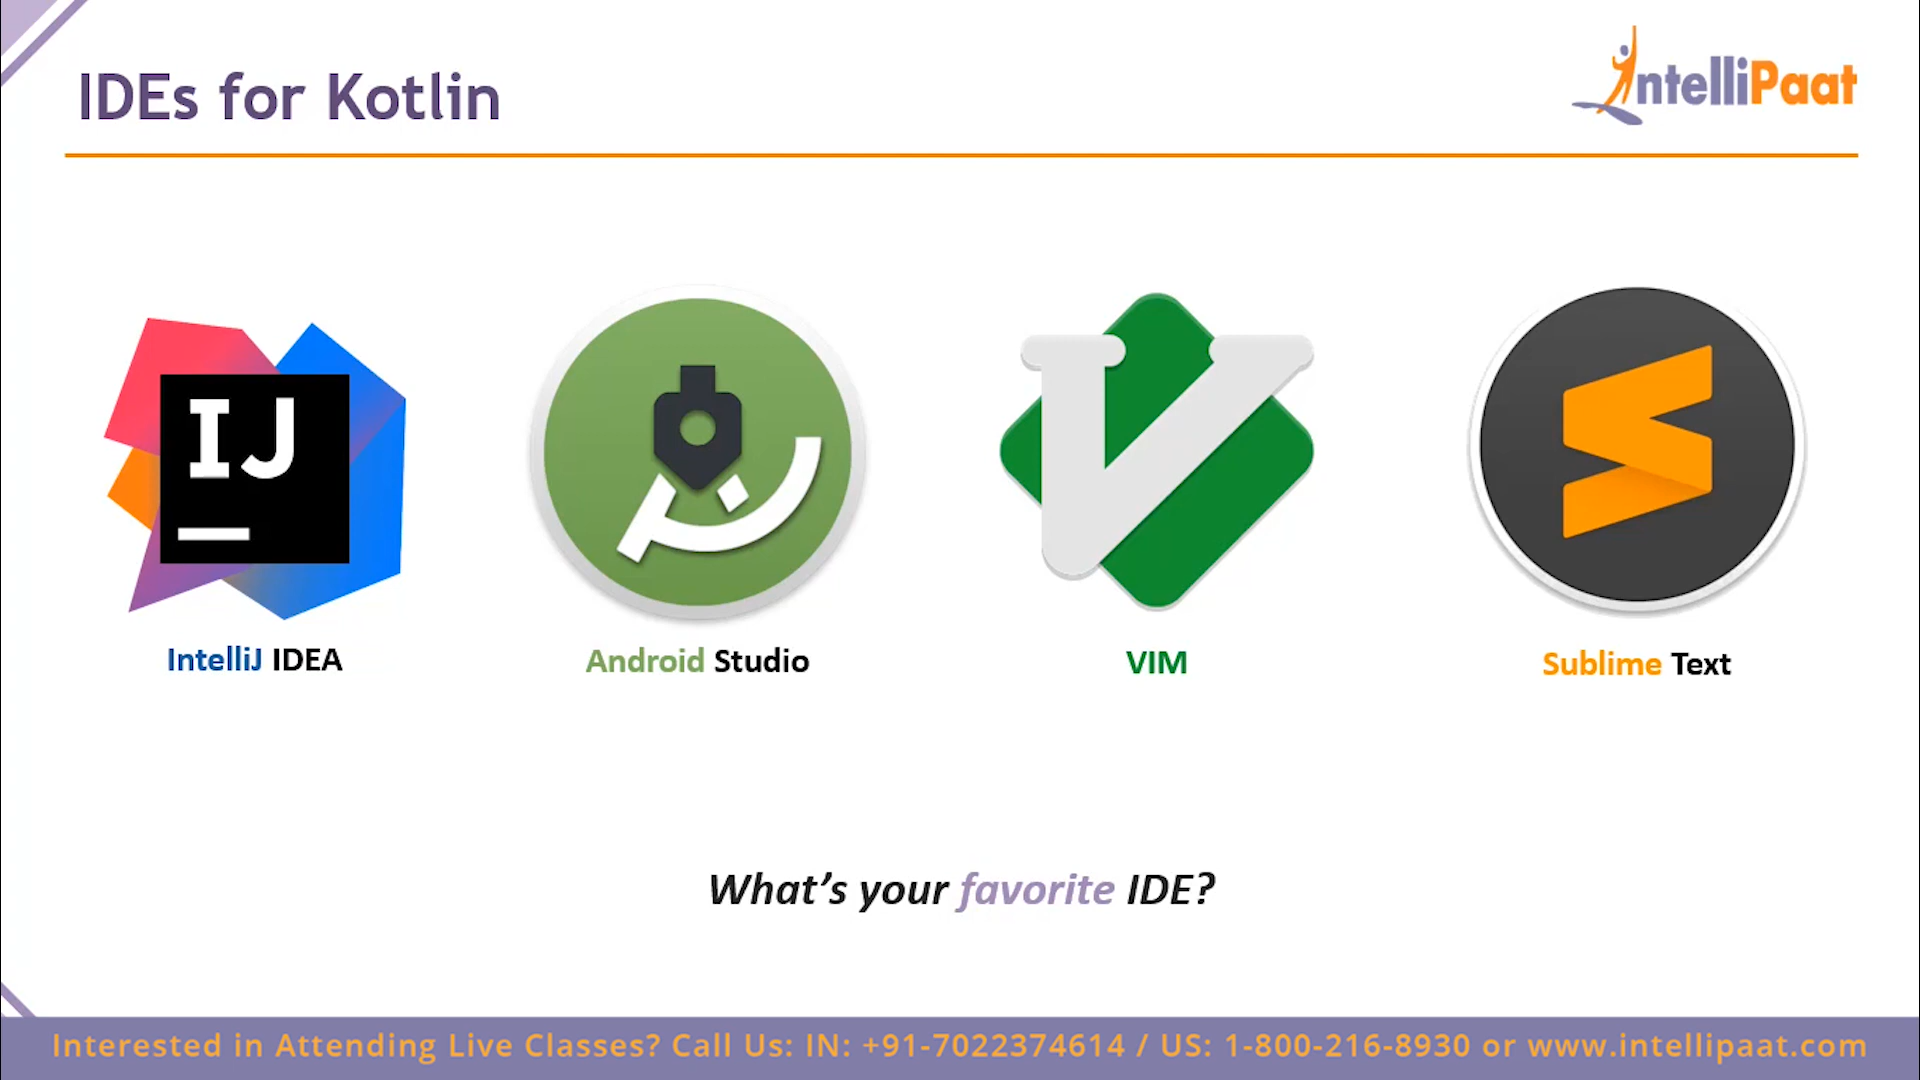 IDEs for Kotlin
IntelliPaat
IJ
IntelliJ IDEA
Android Studio
VIM
Sublime Text
What's your favorite IDE?
Interested in Attending Live Classes? Call Us: IN: +91-7022374614 / US: 1-800-216-8930 or www.intellipaat.com